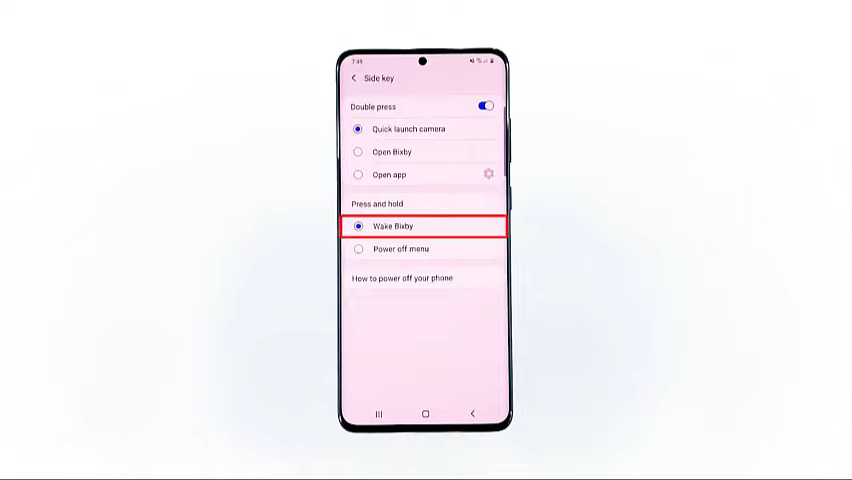 7:49
Side key
Double press
Quick launch camera
Open Bixby
Open app
Press and hold
Wake Bixby
Power off menu
How to power off your phone